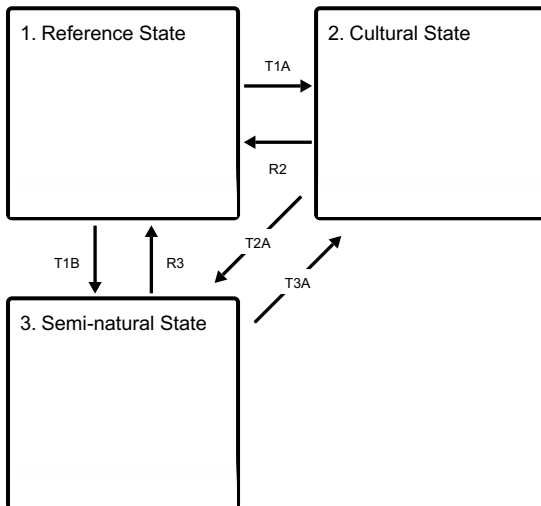 1. Reference State
2. Cultural State
T1A
R2
T2A
T1B
R3
T3A
3. Semi-natural State